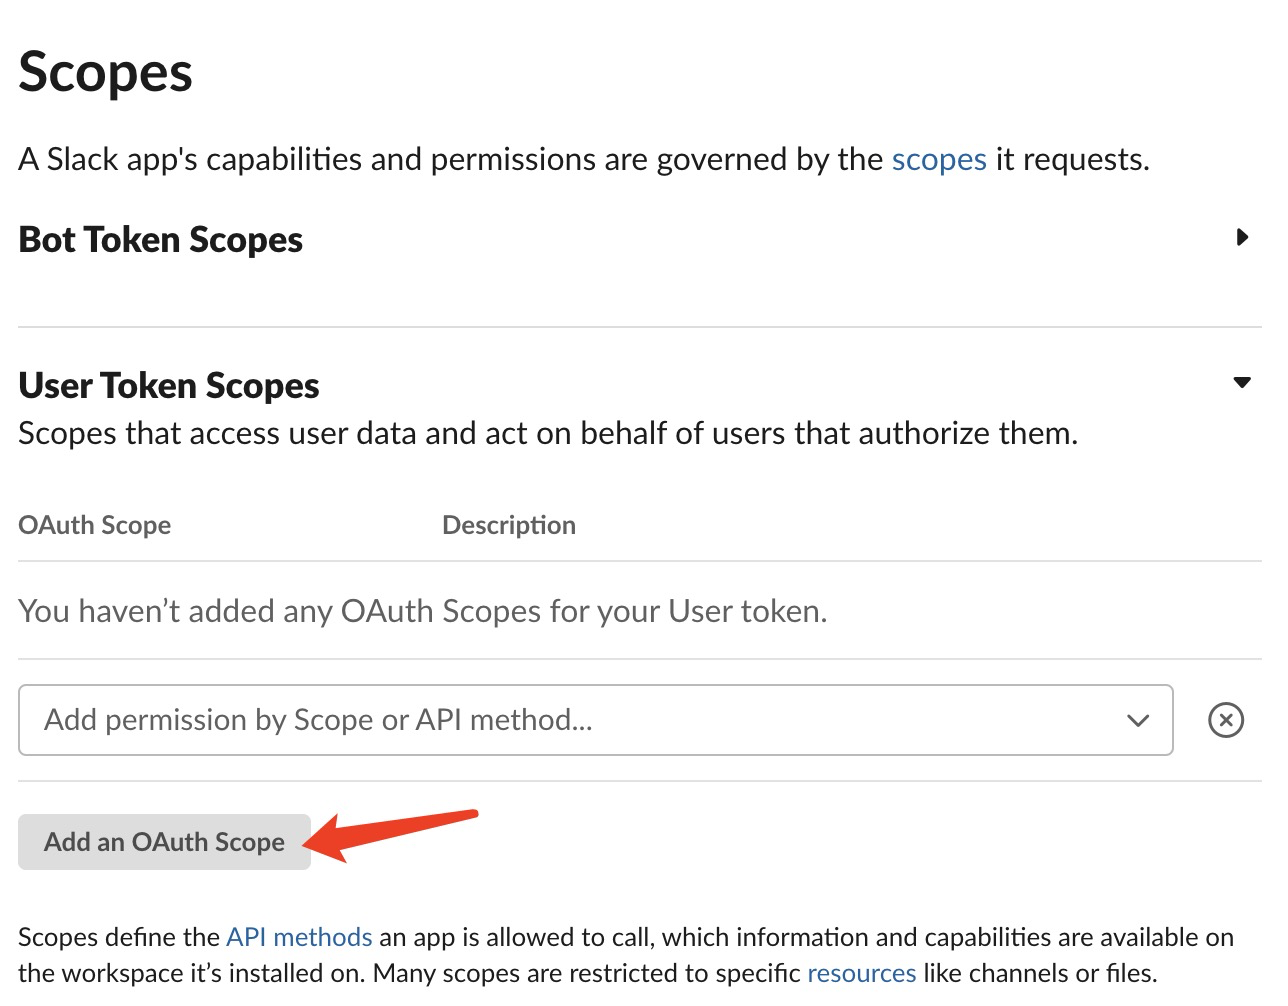 Scopes
A Slack app's capabilities and permissions are governed by the scopes it requests.
Bot Token Scopes
User Token Scopes
Scopes that access user data and act on behalf of users that authorize them.
OAuth Scope Description
You haven’t added any OAuth Scopes for your User token.
Add permission by Scope or API method...
Add an OAuth Scope
Scopes define the API methods an app is allowed to call, which information and capabilities are available on
the workspace it’s installed on. Many scopes are restricted to specific resources like channels or files.